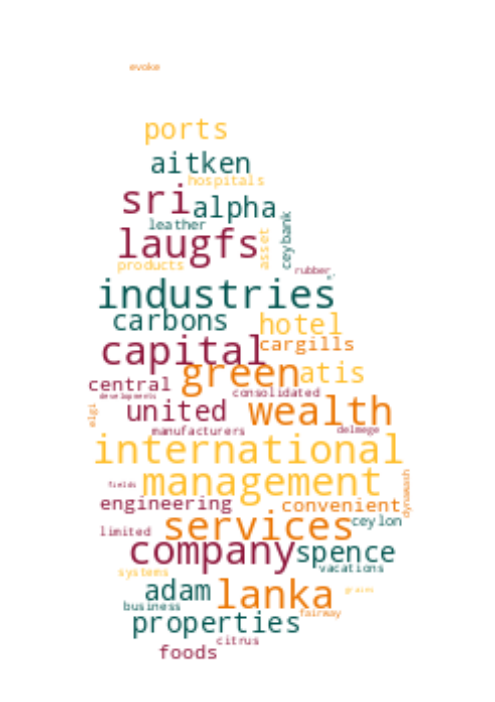 evoke
ports
aitken
hospitals
sri
alpha
leather
ceybank
asset
laugfs
products
rubber
industries
carbons
hotel
capital
cargills
green
atis
central
consolidated
developments
elgi
united
wealth
manufacturers
delmege
international
management
fields
dynawash
engineering
convenient
services
ceylon
limited
company
spence
vacations
systems
adam
lanka
grains
business
fairway
properties
citrus
foods